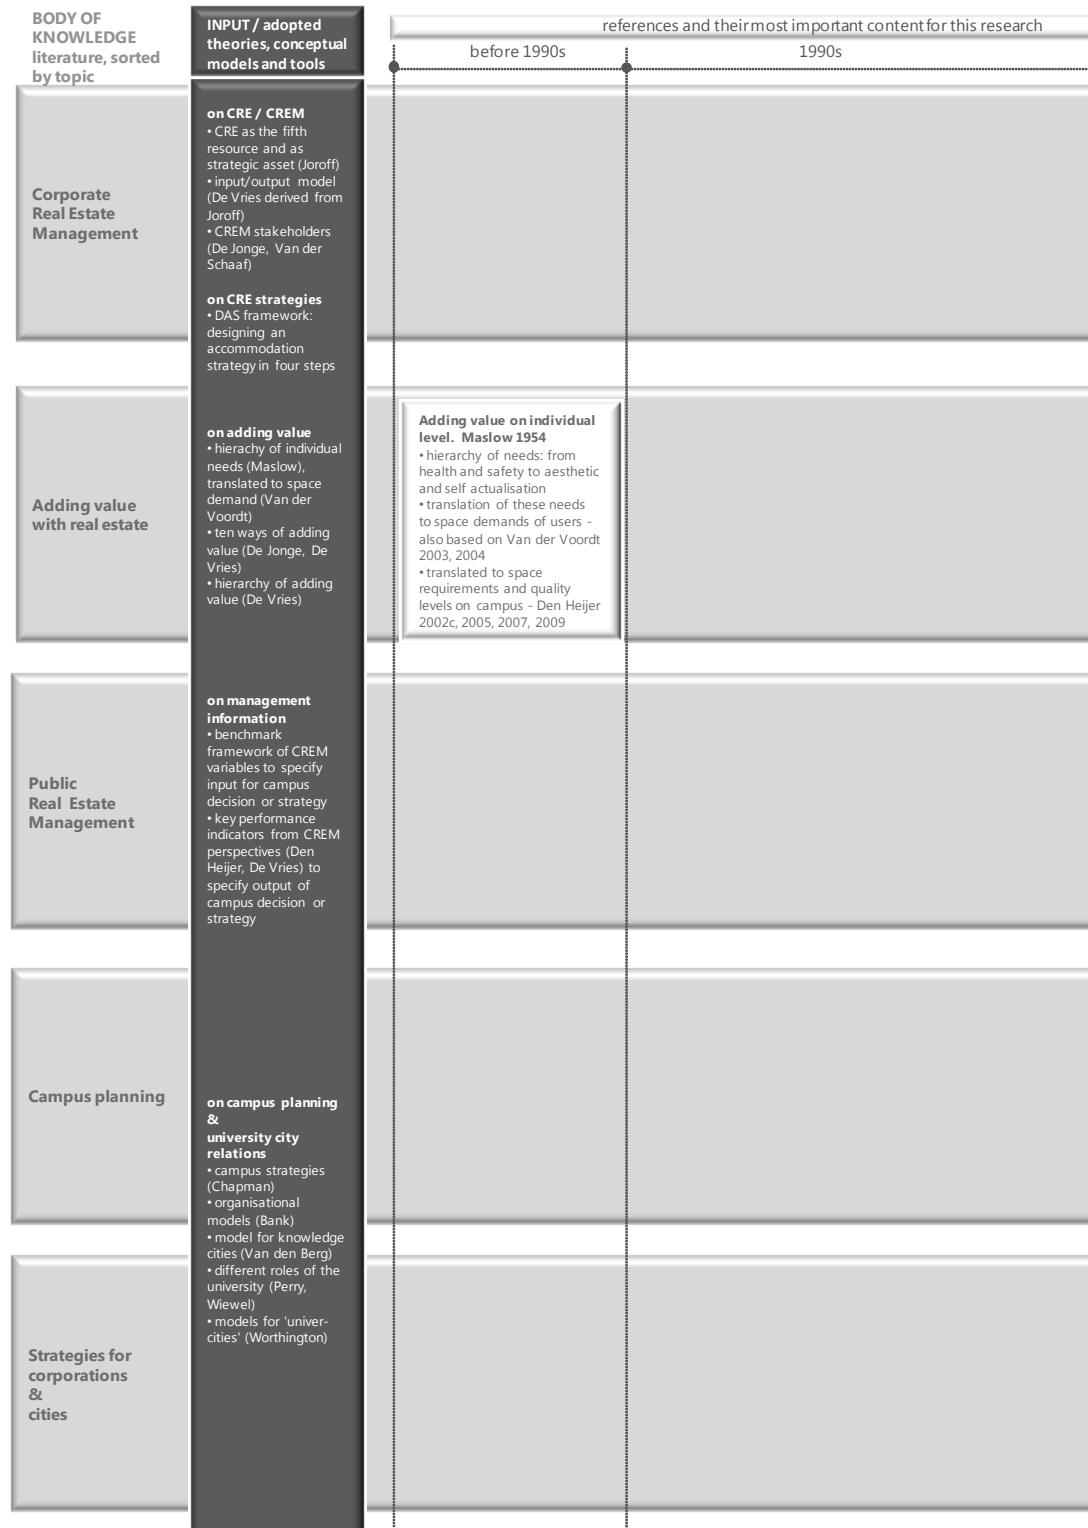 BODY OF
KNOWLEDGE
literature, sorted
by topic
INPUT / adopted
theories, conceptual
models and tools
references and their most important content for this research
before 1990s
1990s
Corporate
Real Estate
Management
on CRE / CREM
• CRE as the fifth
resource and as
strategic asset (Joroff)
• input/output model
(De Vries derived from
Joroff)
• CREM stakeholders
(De Jonge, Van der
Schaaf)
on CRE strategies
• DAS framework:
designing an
accommodation
strategy in four steps
Adding value
with real estate
on adding value
• hierachy of individual
needs (Maslow),
translated to space
demand (Van der
Voordt)
• ten ways of adding
value (De Jonge, De
Vries)
• hierarchy of adding
value (De Vries)
Adding value on individual
level. Maslow 1954
• hierarchy of needs: from
health and safety to aesthetic
and self actualisation
• translation of these needs
to space demands of users -
also based on Van der Voordt
2003, 2004
• translated to space
requirements and quality
levels on campus - Den Heijer
2002c, 2005, 2007, 2009
Public
Real Estate
Management
on management
information
• benchmark
framework of CREM
variables to specify
input for campus
decision or strategy
• key performance
indicators from CREM
perspectives (Den
Heijer, De Vries) to
specify output of
campus decision or
strategy
Campus planning
on campus planning
&
university city
relations
• campus strategies
(Chapman)
• organisational
models (Bank)
• model for knowledge
cities (Van den Berg)
• different roles of the
university (Perry,
Wiewel)
• models for 'univer-
cities' (Worthington)
Strategies for
corporations
&
cities